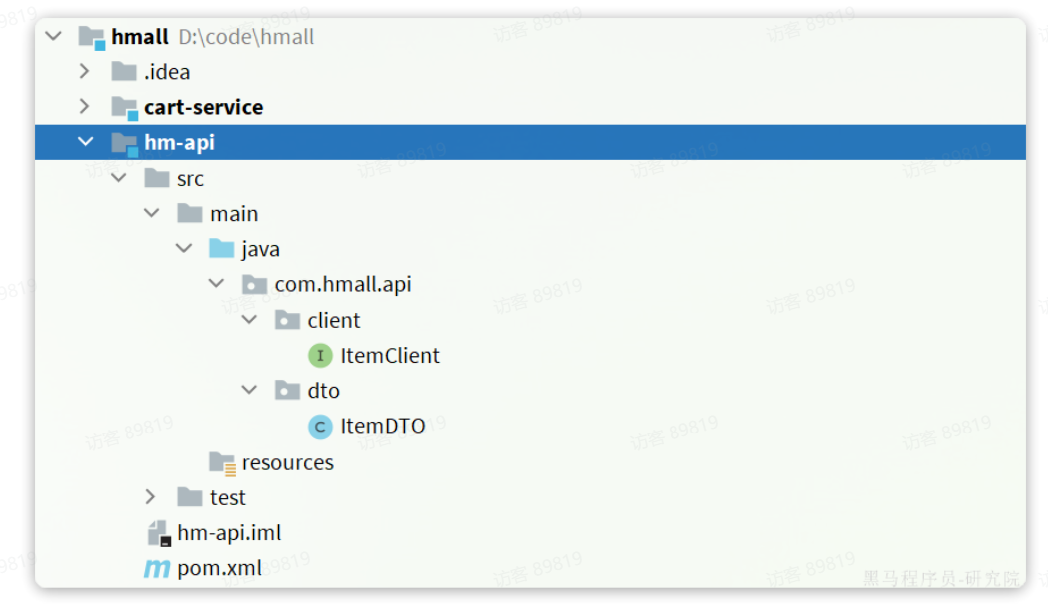 hmall D:\code\hmall
.idea
cart-service
hm-api
src
main
java
com.hmall.api
client
I ItemClient
dto
C ItemDTO
resources
test
hm-api.iml
m pom.xml
黑马程序员-研究院
访客 89819